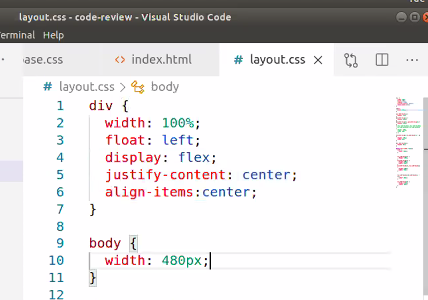 layout.css - code-review - Visual Studio Code
Terminal Help
base.css index.html # layout.css
# layout.css > body
1 div {
2 width: 100%;
3 float: left;
4 display: flex;
5 justify-content: center;
6 align-items:center;
7 }
8
9 body {
10 width: 480px;
11 }
12